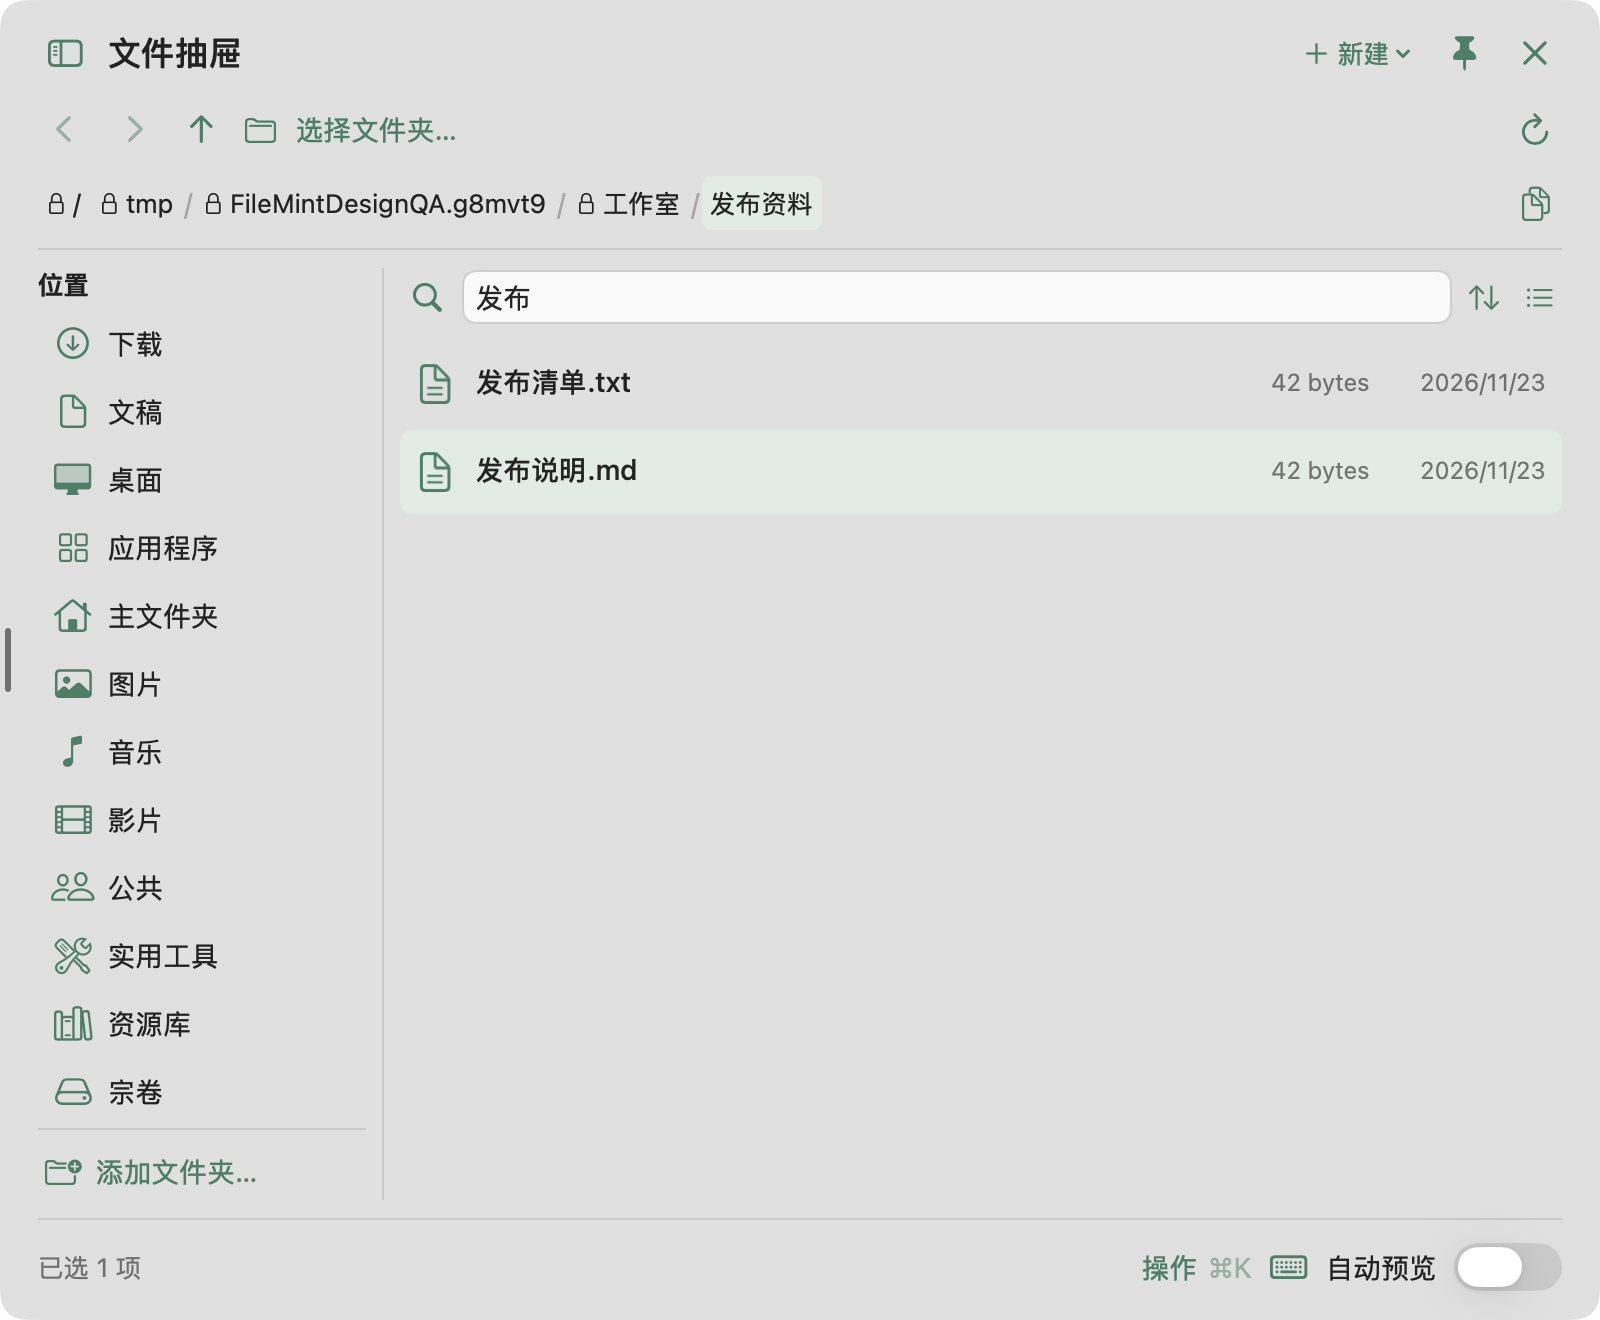 文件抽屉
新建
选择文件夹...
/ tmp / FileMintDesignQA.g8mvt9 / 工作室 / 发布资料
位置
下载
文稿
桌面
应用程序
主文件夹
图片
音乐
影片
公共
实用工具
资源库
宗卷
添加文件夹...
发布
发布清单.txt 42 bytes 2026/11/23
发布说明.md 42 bytes 2026/11/23
已选 1 项
操作 ⌘K 自动预览